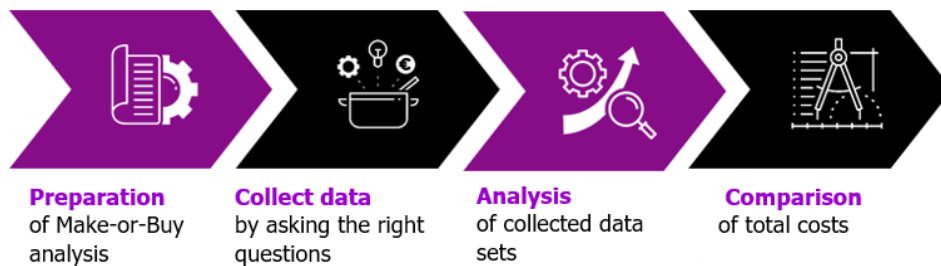 Preparation
of Make-or-Buy
analysis
Collect data
by asking the right
questions
Analysis
of collected data
sets
Comparison
of total costs